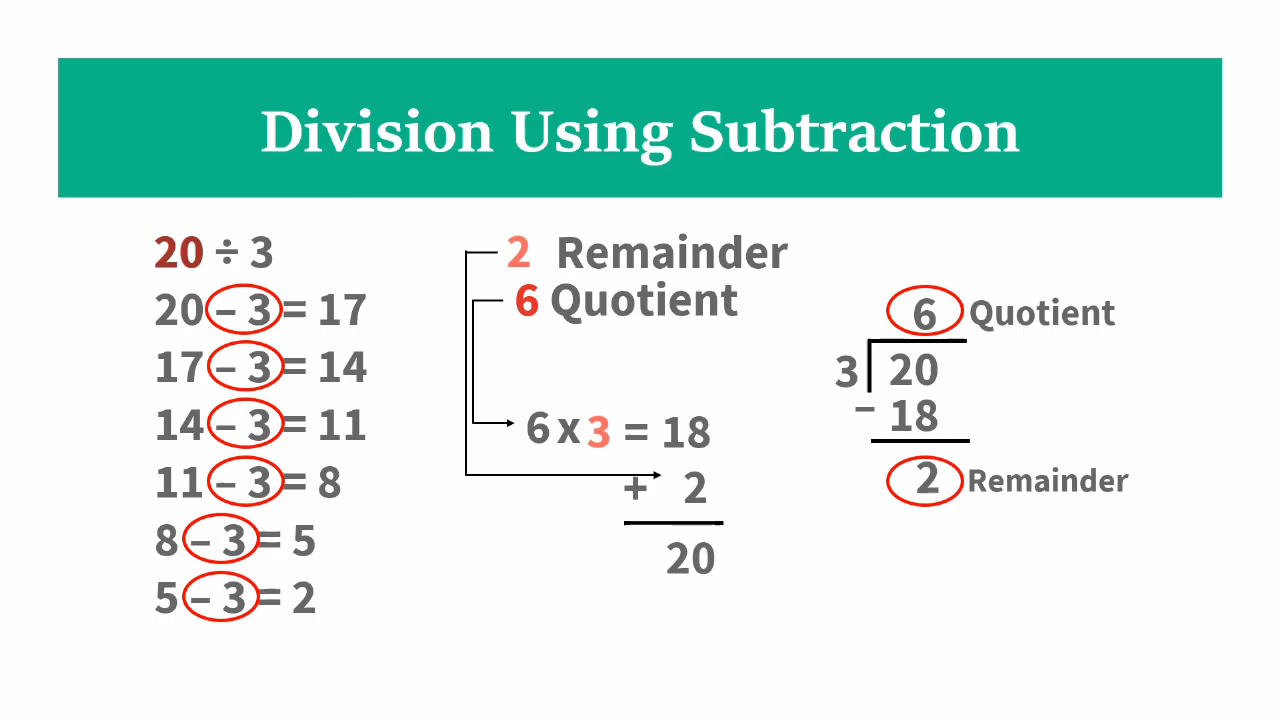 Division Using Subtraction
20 ÷ 3
20 – 3 = 17
17 – 3 = 14
14 – 3 = 11
11 – 3 = 8
8 – 3 = 5
5 – 3 = 2
2 Remainder
6 Quotient
6 x 3 = 18
+ 2
20
6 Quotient
3 20
– 18
2 Remainder